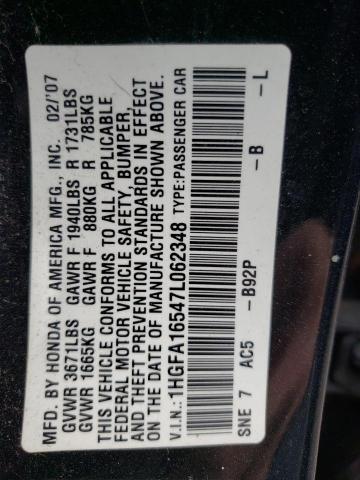 MFD. BY HONDA OF AMERICA MFG., INC. 02/'07
GVWR 3671LBS GAWR F 1940LBS R 1731LBS
GVWR 1665KG GAWR F 880KG R 785KG
THIS VEHICLE CONFORMS TO ALL APPLICABLE
FEDERAL MOTOR VEHICLE SAFETY, BUMPER,
AND THEFT PREVENTION STANDARDS IN EFFECT
ON THE DATE OF MANUFACTURE SHOWN ABOVE.
V.I.N.: 1HGFA16547L062348 TYPE:PASSENGER CAR
SNE 7 AC5 -B92P -B -L